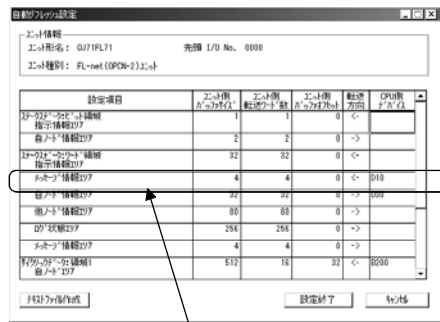 自動リフレッシュ設定
ユニット情報
ユニット形名： QJ71FL71 先頭 I/O No. 0000
ユニット種別： FL-net(OPCN-2)ユニット
設定項目 ユニット側 バッファサイズ ユニット側 転送ワード数 ユニット側 バッファオフセット 転送方向 CPU側 デバイス
ステータスデータ:ビット領域
指示情報エリア 1 1 0 <-
自ノード情報エリア 2 2 0 ->
ステータスデータ:ワード領域
指示情報エリア 32 32 0 <-
メッセージ情報エリア 4 4 0 <- D10
自ノード情報エリア 32 32 0 ->
他ノード情報エリア 80 80 0 ->
ログ状態エリア 256 256 0 ->
メッセージ情報エリア 4 4 0 ->
サイクリックデータ:領域1
自ノードエリア 512 16 32 <- B200
テキストファイル作成 設定終了 キャンセル